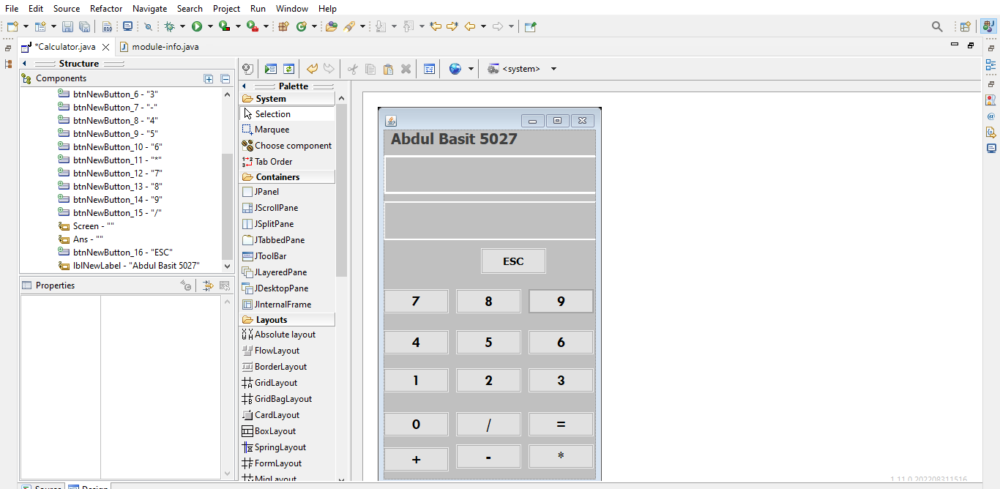 File Edit Source Refactor Navigate Search Project Run Window Help
*Calculator.java module-info.java
Structure
Components
btnNewButton_6 - "3"
btnNewButton_7 - "-"
btnNewButton_8 - "4"
btnNewButton_9 - "5"
btnNewButton_10 - "6"
btnNewButton_11 - "*"
btnNewButton_12 - "7"
btnNewButton_13 - "8"
btnNewButton_14 - "9"
btnNewButton_15 - "/"
Screen - ""
Ans - ""
btnNewButton_16 - "ESC"
lblNewLabel - "Abdul Basit 5027"
Properties
<system>
Palette
System
Selection
Marquee
Choose component
Tab Order
Containers
JPanel
JScrollPane
JSplitPane
JTabbedPane
JToolBar
JLayeredPane
JDesktopPane
JInternalFrame
Layouts
Absolute layout
FlowLayout
BorderLayout
GridLayout
GridBagLayout
CardLayout
BoxLayout
SpringLayout
FormLayout
MigLayout
Abdul Basit 5027
ESC
7 8 9
4 5 6
1 2 3
0 / =
+ - *
1.11.0.202208311516
Source Design